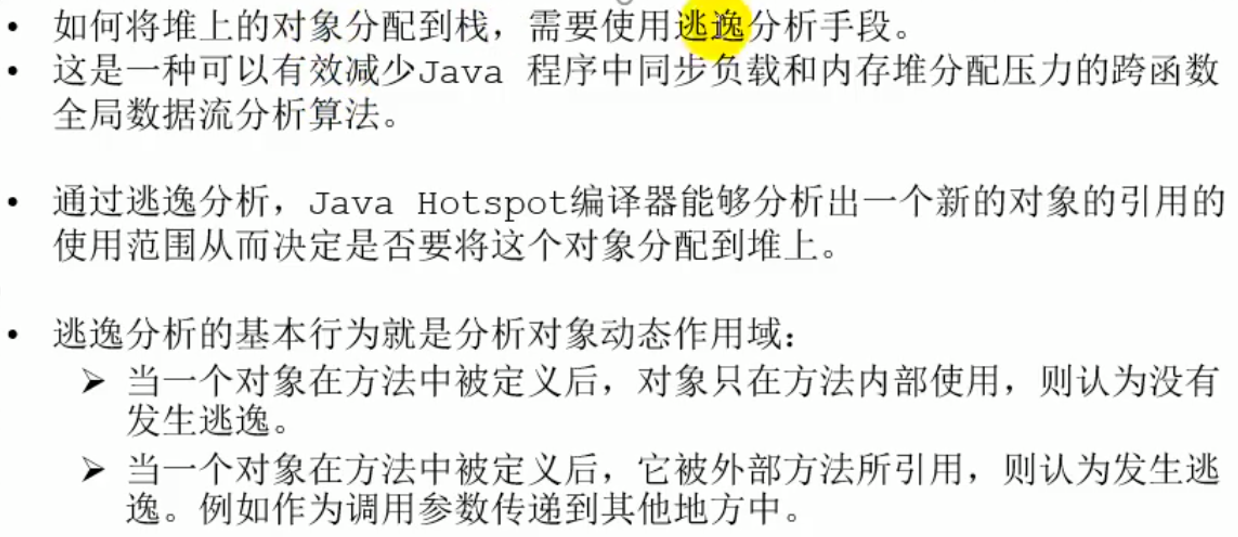 • 如何将堆上的对象分配到栈，需要使用逃逸分析手段。
• 这是一种可以有效减少Java 程序中同步负载和内存堆分配压力的跨函数
全局数据流分析算法。
• 通过逃逸分析，Java Hotspot编译器能够分析出一个新的对象的引用的
使用范围从而决定是否要将这个对象分配到堆上。
• 逃逸分析的基本行为就是分析对象动态作用域：
➢ 当一个对象在方法中被定义后，对象只在方法内部使用，则认为没有
发生逃逸。
➢ 当一个对象在方法中被定义后，它被外部方法所引用，则认为发生逃
逸。例如作为调用参数传递到其他地方中。